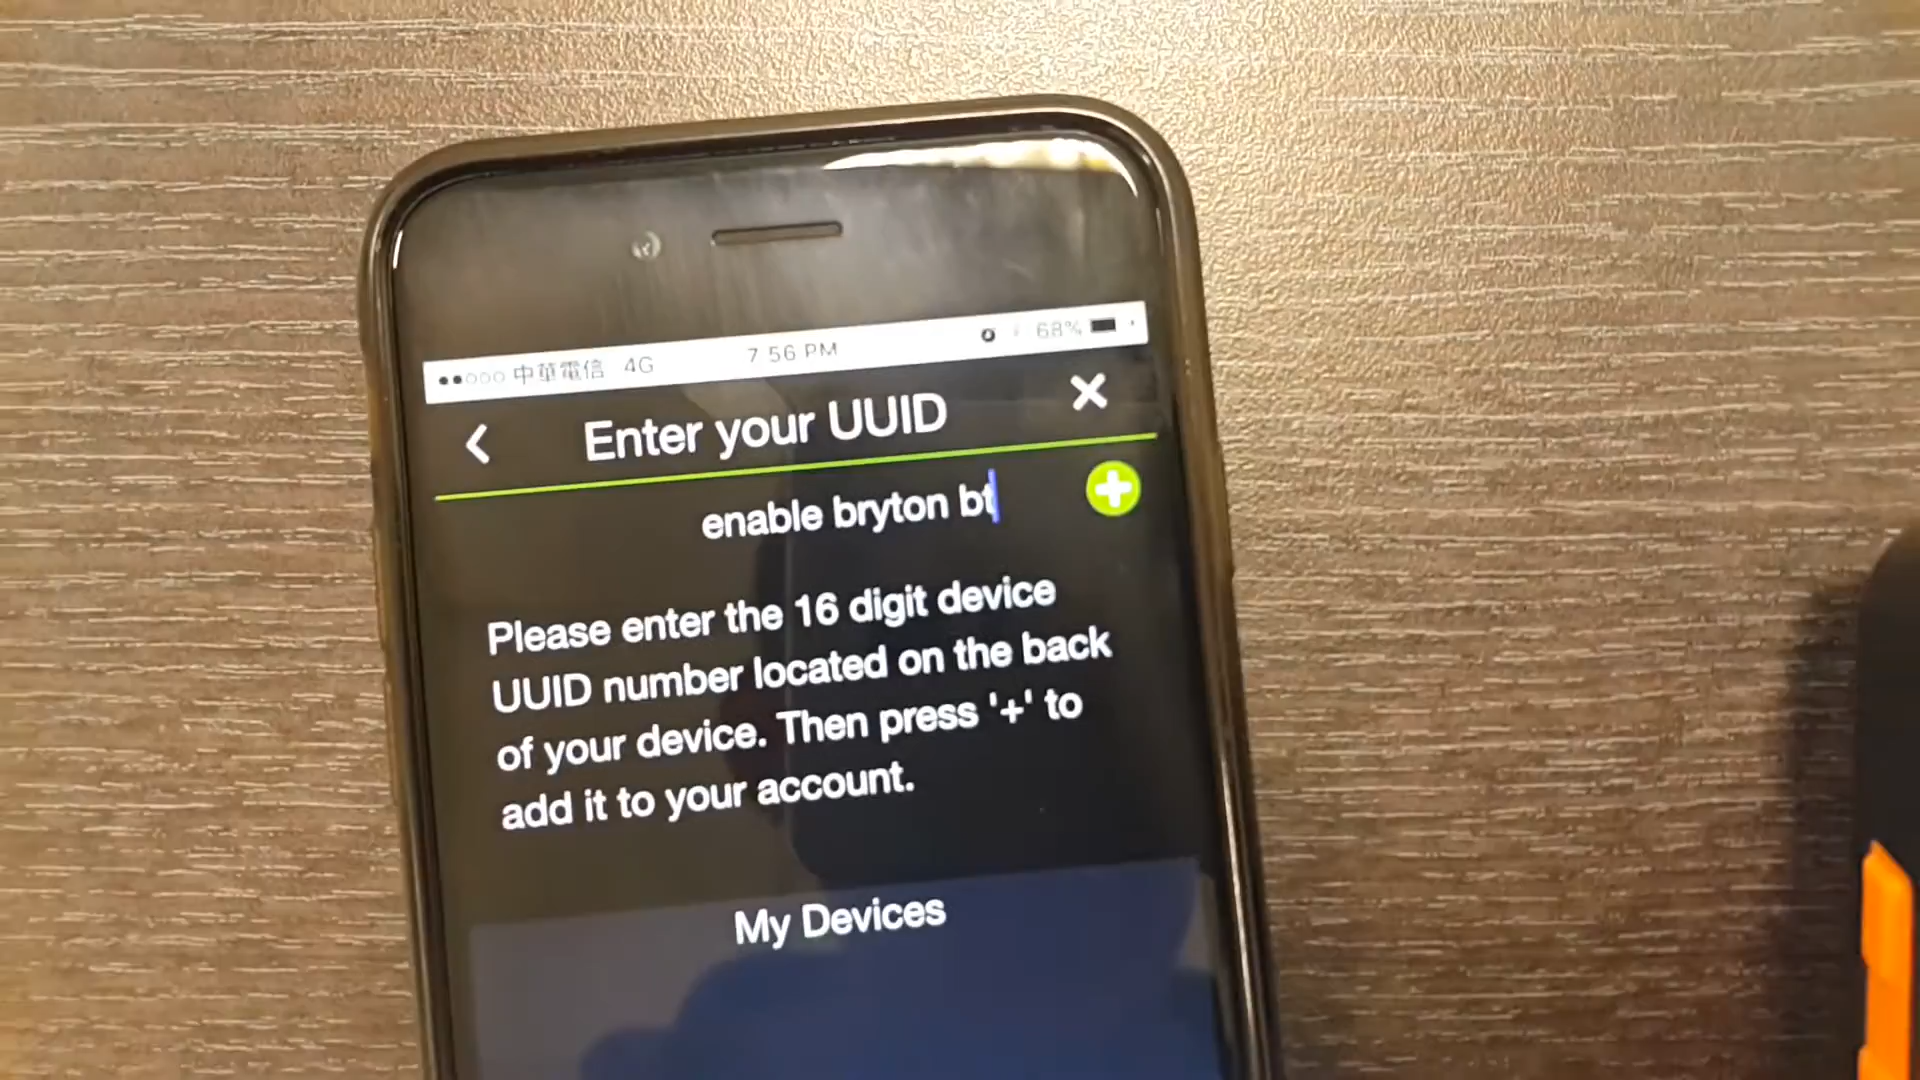 中華電信 4G 7:56 PM 68%
Enter your UUID
enable bryton bt
Please enter the 16 digit device
UUID number located on the back
of your device. Then press '+' to
add it to your account.
My Devices